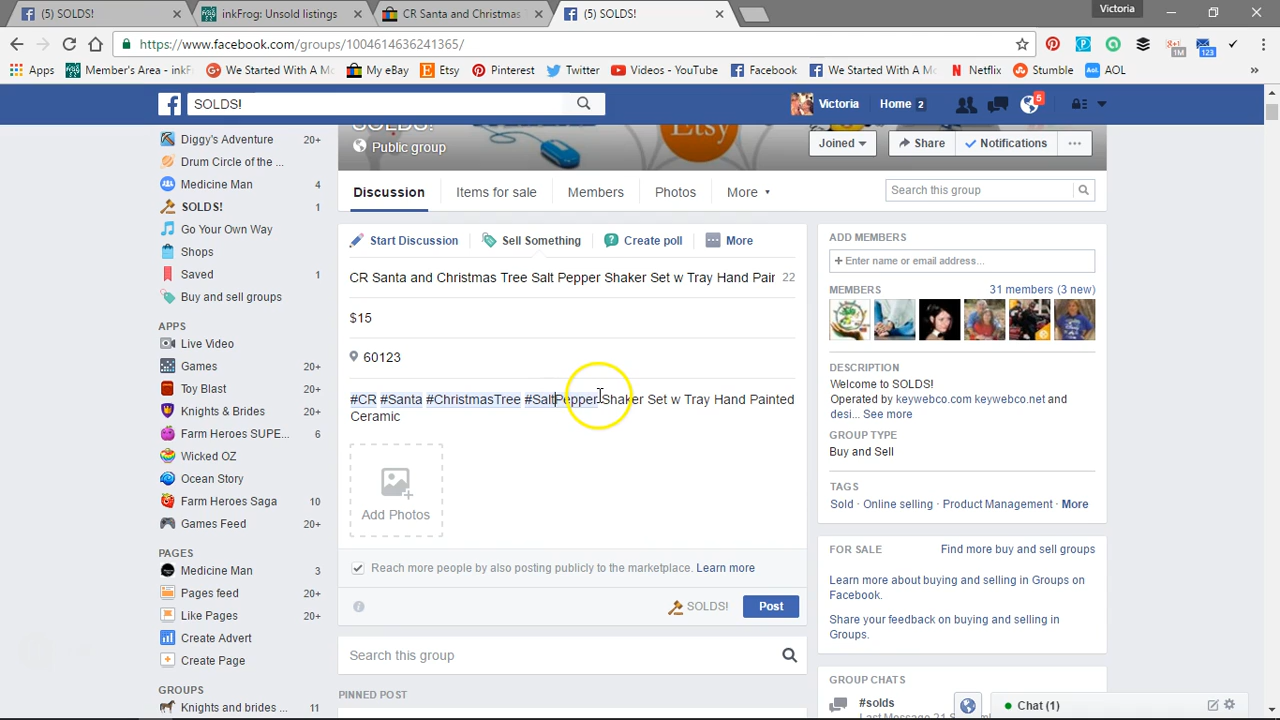 (5) SOLDS!
inkFrog: Unsold listings
CR Santa and Christmas
(5) SOLDS!
Victoria
https://www.facebook.com/groups/1004614636241365/
1M
123
Apps
Member's Area - inkF
We Started With A Mo
My eBay
Etsy
Pinterest
Twitter
Videos - YouTube
Facebook
We Started With A Mo
Netflix
Stumble
AOL
SOLDS!
Victoria
Home 2
5
Diggy's Adventure 20+
Drum Circle of the ...
Medicine Man 4
SOLDS! 1
Go Your Own Way
Shops
Saved 1
Buy and sell groups
APPS
Live Video
Games 20+
Toy Blast 20+
Knights & Brides 20+
Farm Heroes SUPE... 6
Wicked OZ
Ocean Story
Farm Heroes Saga 10
Games Feed 20+
PAGES
Medicine Man 3
Pages feed 20+
Like Pages 20+
Create Advert
Create Page
GROUPS
Knights and brides ... 11
SOLDS!
Public group
Etsy
Joined
Share
Notifications
Discussion
Items for sale
Members
Photos
More
Search this group
Start Discussion
Sell Something
Create poll
More
CR Santa and Christmas Tree Salt Pepper Shaker Set w Tray Hand Pair 22
$15
60123
#CR #Santa #ChristmasTree #SaltPepper Shaker Set w Tray Hand Painted
Ceramic
Add Photos
Reach more people by also posting publicly to the marketplace. Learn more
SOLDS!
Post
Search this group
PINNED POST
ADD MEMBERS
+ Enter name or email address...
MEMBERS
31 members (3 new)
DESCRIPTION
Welcome to SOLDS!
of keywebco.com keywebco.net and
desi... See more
GROUP TYPE
Buy and Sell
TAGS
Sold · Online selling · Product Management · More
FOR SALE
Find more buy and sell groups
Learn more about buying and selling in Groups on
Facebook.
Share your feedback on buying and selling in
Groups.
GROUP CHATS
#solds
Chat (1)